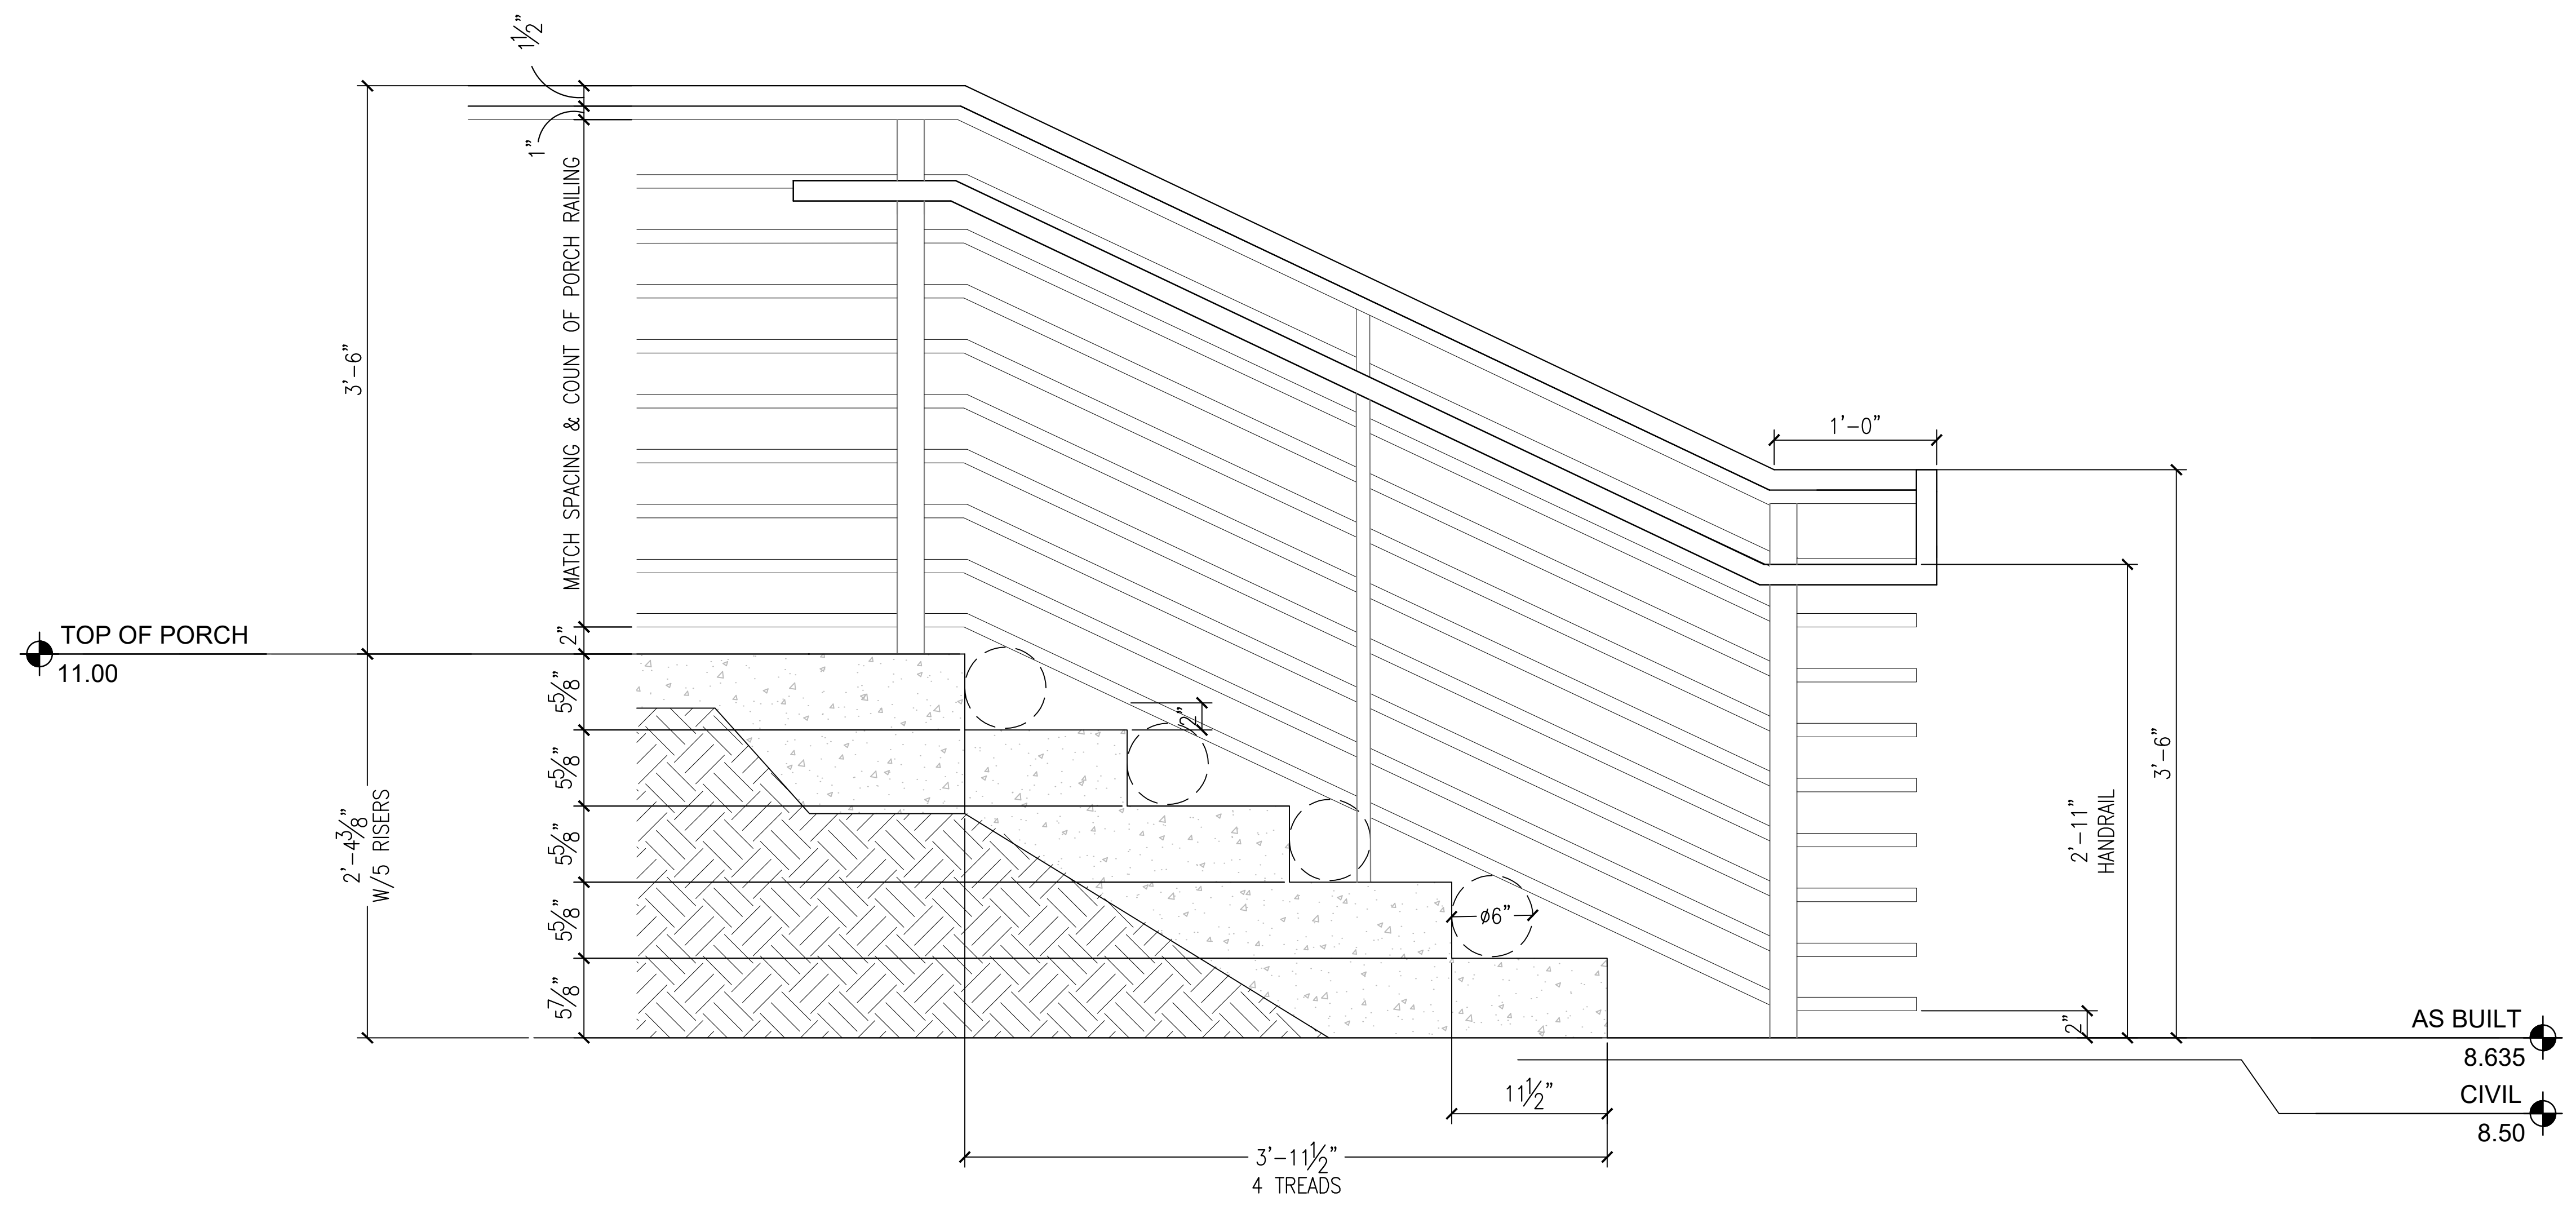 1½"
1"
3'-6"
MATCH SPACING & COUNT OF PORCH RAILING
1'-0"
TOP OF PORCH
11.00
2"
5⅝"
5⅝"
5⅝"
5⅝"
5⅞"
2'-4⅜"
W/5 RISERS
2"
ø6"
3'-6"
2'-11"
HANDRAIL
2"
AS BUILT
8.635
CIVIL
8.50
11½"
3'-11½"
4 TREADS